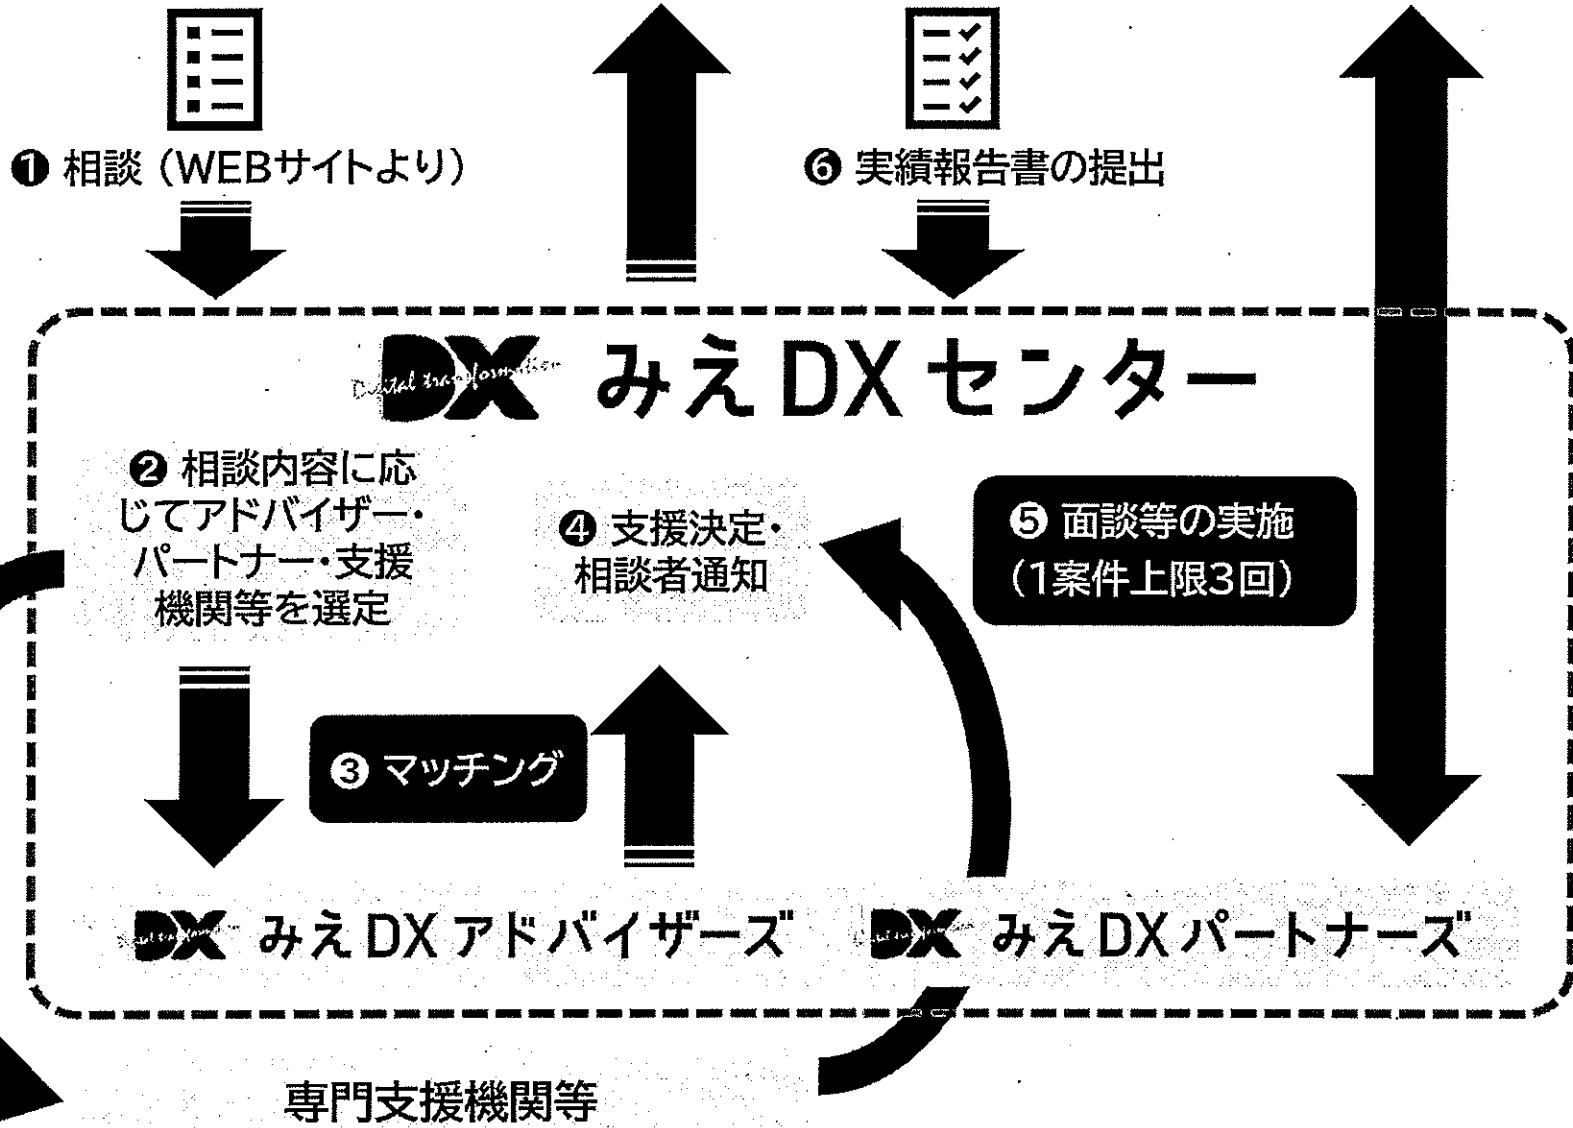 ❶ 相談（WEBサイトより）
❻ 実績報告書の提出
DX
Digital transformation
みえDXセンター
❷ 相談内容に応
じてアドバイザー・
パートナー・支援
機関等を選定
❹ 支援決定・
相談者通知
❺ 面談等の実施
（1案件上限3回）
❸ マッチング
DX みえDXアドバイザーズ
DX みえDXパートナーズ
専門支援機関等